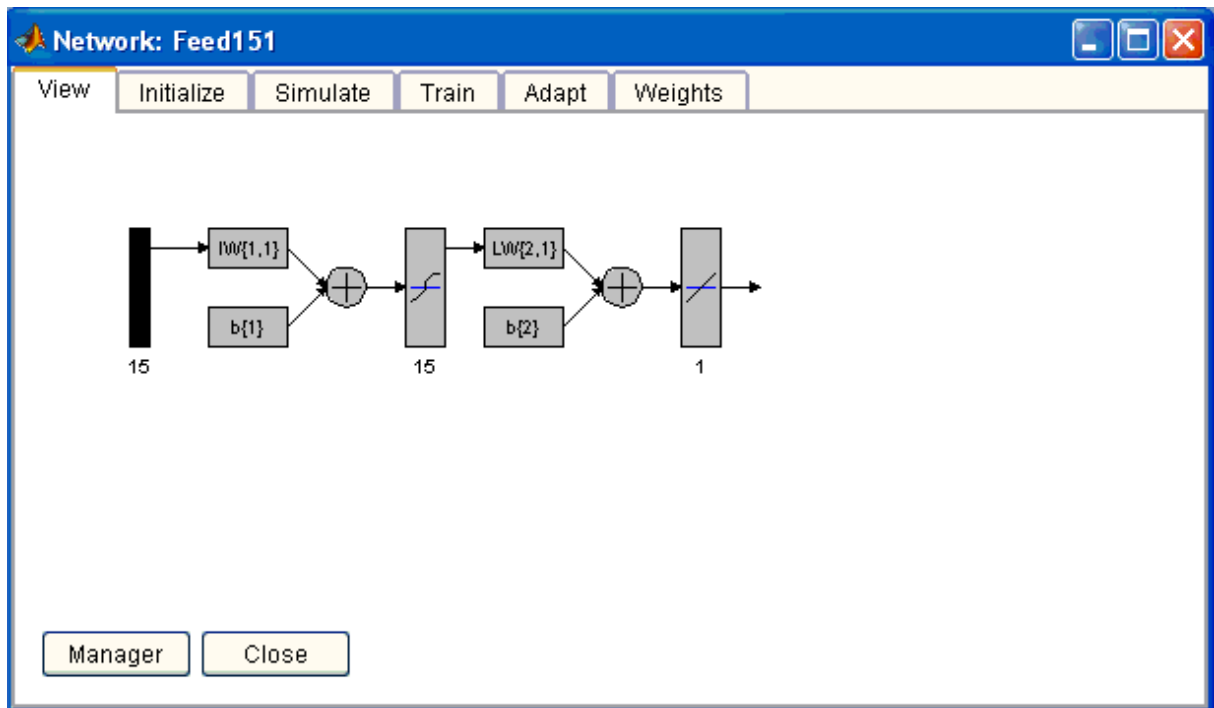 Network: Feed151
View Initialize Simulate Train Adapt Weights
IW{1,1} LW{2,1}
b{1} b{2}
15 15 1
Manager Close